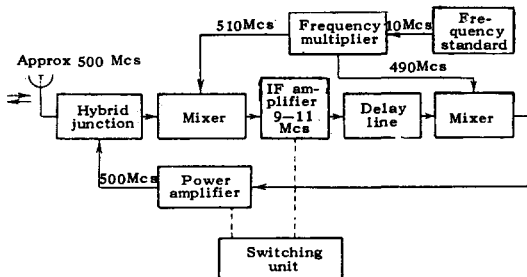 510Mcs
Frequency
multiplier
10Mcs
Fre-
quency
standard
Approx 500 Mcs
490Mcs
Hybrid
junction
Mixer
IF am-
plifier
9—11
Mcs
Delay
line
Mixer
500Mcs
Power
amplifier
Switching
unit